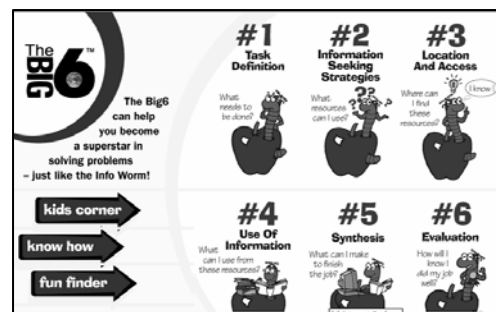 The
BIG
6™
The Big6
can help
you become
a superstar in
solving problems
– just like the Info Worm!
kids corner
know how
fun finder
#1
Task
Definition
What
needs to
be done?
#2
Information
Seeking
Strategies
What
resources
can I use?
#3
Location
And Access
Where can
I find
these
resources?
I know!
#4
Use Of
Information
What
can I use from
these resources?
#5
Synthesis
What can I make
to finish
the job?
#6
Evaluation
How will I
know I
did my job
well?